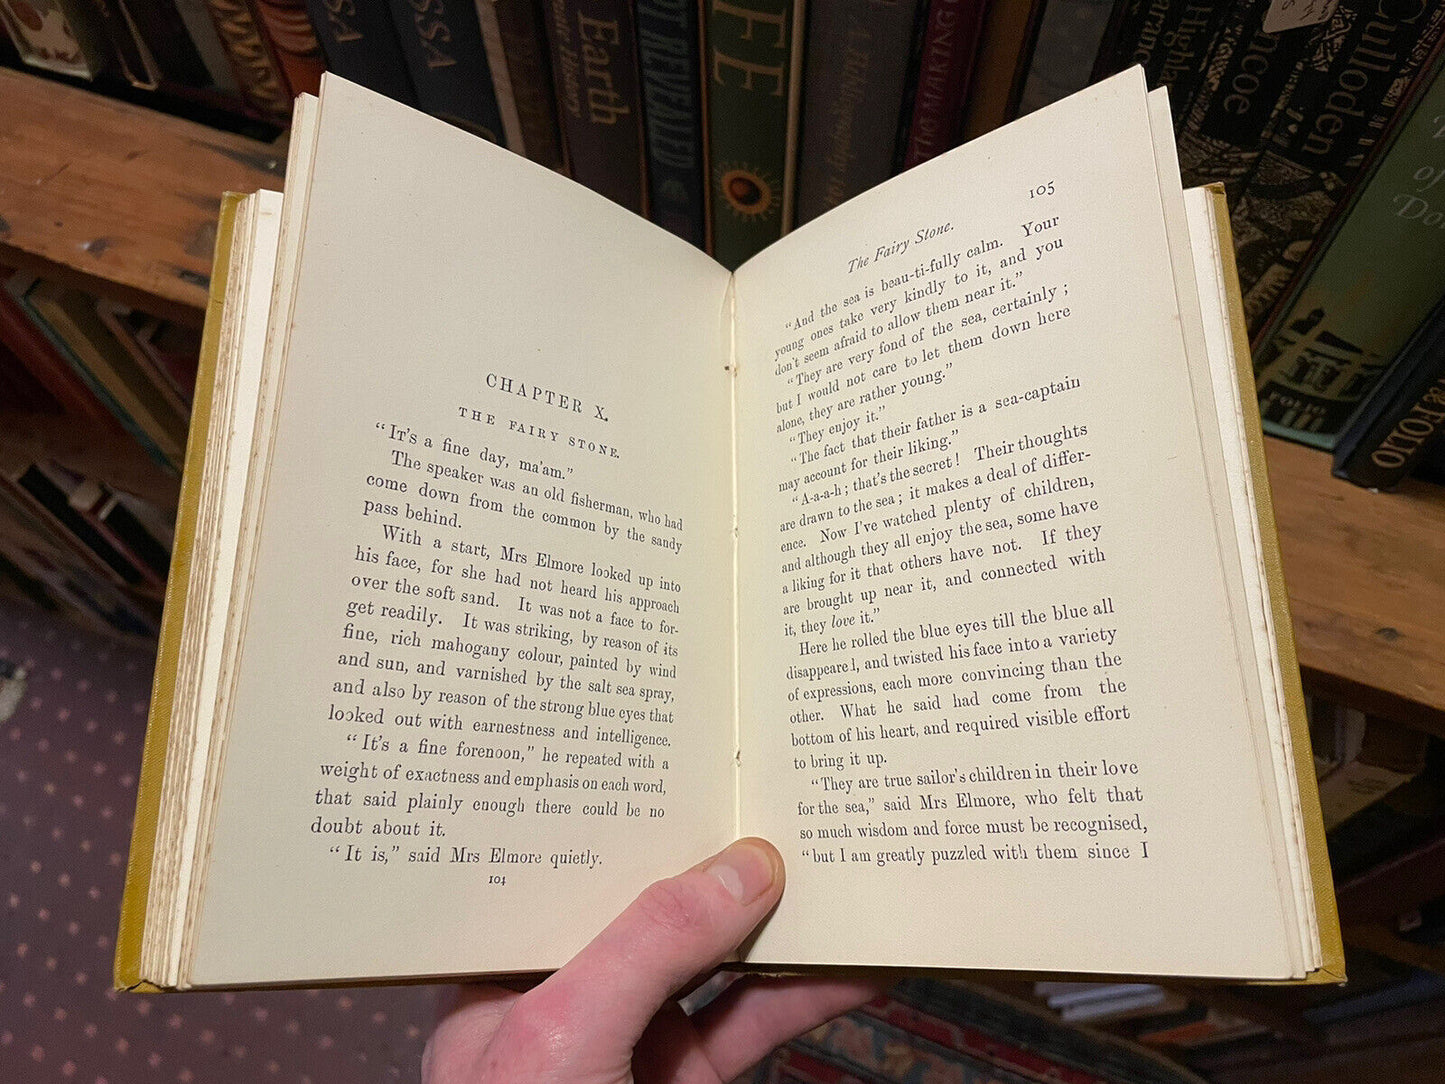 Earth
A Bibliography for
MAKING
Culloden
Glencoe
of
FOLIO
FOLIO
CHAPTER X.
THE FAIRY STONE.
“It's a fine day, ma'am.”
The speaker was an old fisherman, who had
come down from the common by the sandy
pass behind.
With a start, Mrs Elmore looked up into
his face, for she had not heard his approach
over the soft sand. It was not a face to for-
get readily. It was striking, by reason of its
fine, rich mahogany colour, painted by wind
and sun, and varnished by the salt sea spray,
and also by reason of the strong blue eyes that
looked out with earnestness and intelligence.
“It's a fine forenoon,” he repeated with a
weight of exactness and emphasis on each word,
that said plainly enough there could be no
doubt about it.
“It is,” said Mrs Elmore quietly.
104
105
The Fairy Stone.
“And the sea is beau-ti-fully calm. Your
young ones take very kindly to it, and you
don't seem afraid to allow them near it.”
“They are very fond of the sea, certainly ;
but I would not care to let them down here
alone, they are rather young.”
“They enjoy it.”
“The fact that their father is a sea-captain
may account for their liking.”
“A-a-a-h ; that's the secret ! Their thoughts
are drawn to the sea ; it makes a deal of differ-
ence. Now I've watched plenty of children,
and although they all enjoy the sea, some have
a liking for it that others have not. If they
are brought up near it, and connected with
it, they love it.”
Here he rolled the blue eyes till the blue all
disappeared, and twisted his face into a variety
of expressions, each more convincing than the
other. What he said had come from the
bottom of his heart, and required visible effort
to bring it up.
“They are true sailor's children in their love
for the sea,” said Mrs Elmore, who felt that
so much wisdom and force must be recognised,
“but I am greatly puzzled with them since I